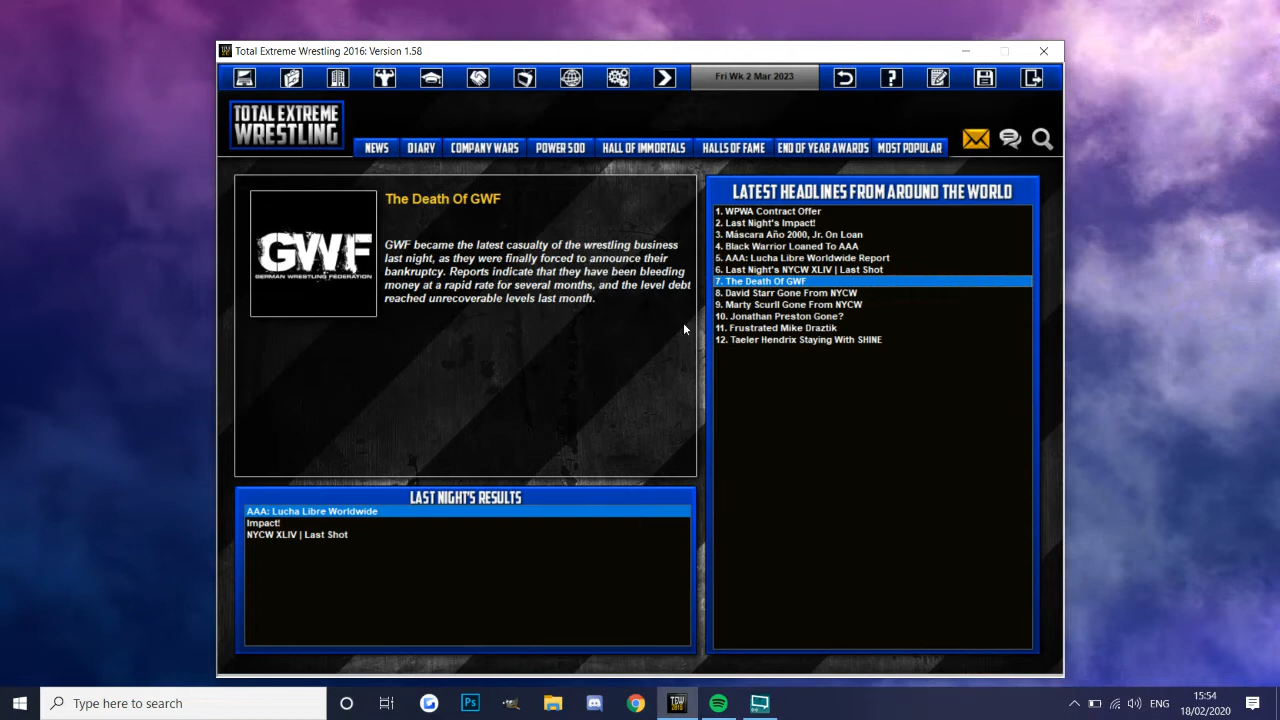 Total Extreme Wrestling 2016: Version 1.58
Fri Wk 2 Mar 2023
TOTAL EXTREME
WRESTLING
NEWS DIARY COMPANY WARS POWER 500 HALL OF IMMORTALS HALLS OF FAME END OF YEAR AWARDS MOST POPULAR
GWF
GERMAN WRESTLING FEDERATION
The Death Of GWF
GWF became the latest casualty of the wrestling business
last night, as they were finally forced to announce their
bankruptcy. Reports indicate that they have been bleeding
money at a rapid rate for several months, and the level debt
reached unrecoverable levels last month.
LATEST HEADLINES FROM AROUND THE WORLD
1. WPWA Contract Offer
2. Last Night's Impact!
3. Máscara Año 2000, Jr. On Loan
4. Black Warrior Loaned To AAA
5. AAA: Lucha Libre Worldwide Report
6. Last Night's NYCW XLIV | Last Shot
7. The Death Of GWF
8. David Starr Gone From NYCW
9. Marty Scurll Gone From NYCW
10. Jonathan Preston Gone?
11. Frustrated Mike Draztik
12. Taeler Hendrix Staying With SHINE
LAST NIGHT'S RESULTS
AAA: Lucha Libre Worldwide
Impact!
NYCW XLIV | Last Shot
Type here to search
Ps
TEW
2016
ENG
15:54
18/02/2020